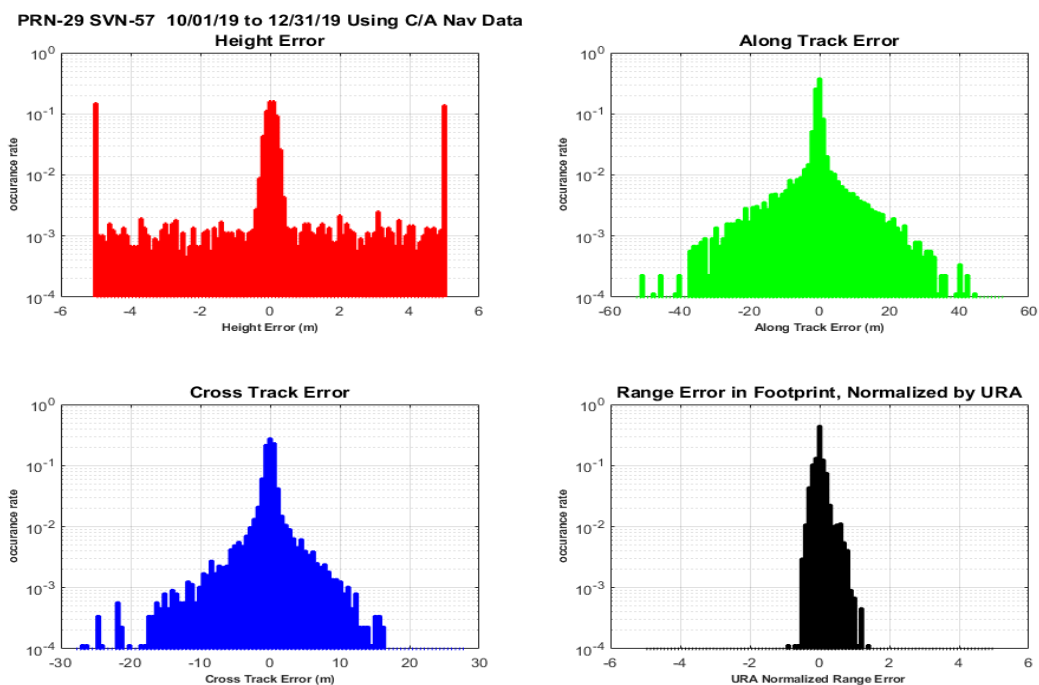 PRN-29 SVN-57 10/01/19 to 12/31/19 Using C/A Nav Data
Height Error
10^0
10^-1
10^-2
10^-3
10^-4
occurance rate
-6 -4 -2 0 2 4 6
Height Error (m)
Along Track Error
10^0
10^-1
10^-2
10^-3
10^-4
occurance rate
-60 -40 -20 0 20 40 60
Along Track Error (m)
Cross Track Error
10^0
10^-1
10^-2
10^-3
10^-4
occurance rate
-30 -20 -10 0 10 20 30
Cross Track Error (m)
Range Error in Footprint, Normalized by URA
10^0
10^-1
10^-2
10^-3
10^-4
occurance rate
-6 -4 -2 0 2 4 6
URA Normalized Range Error